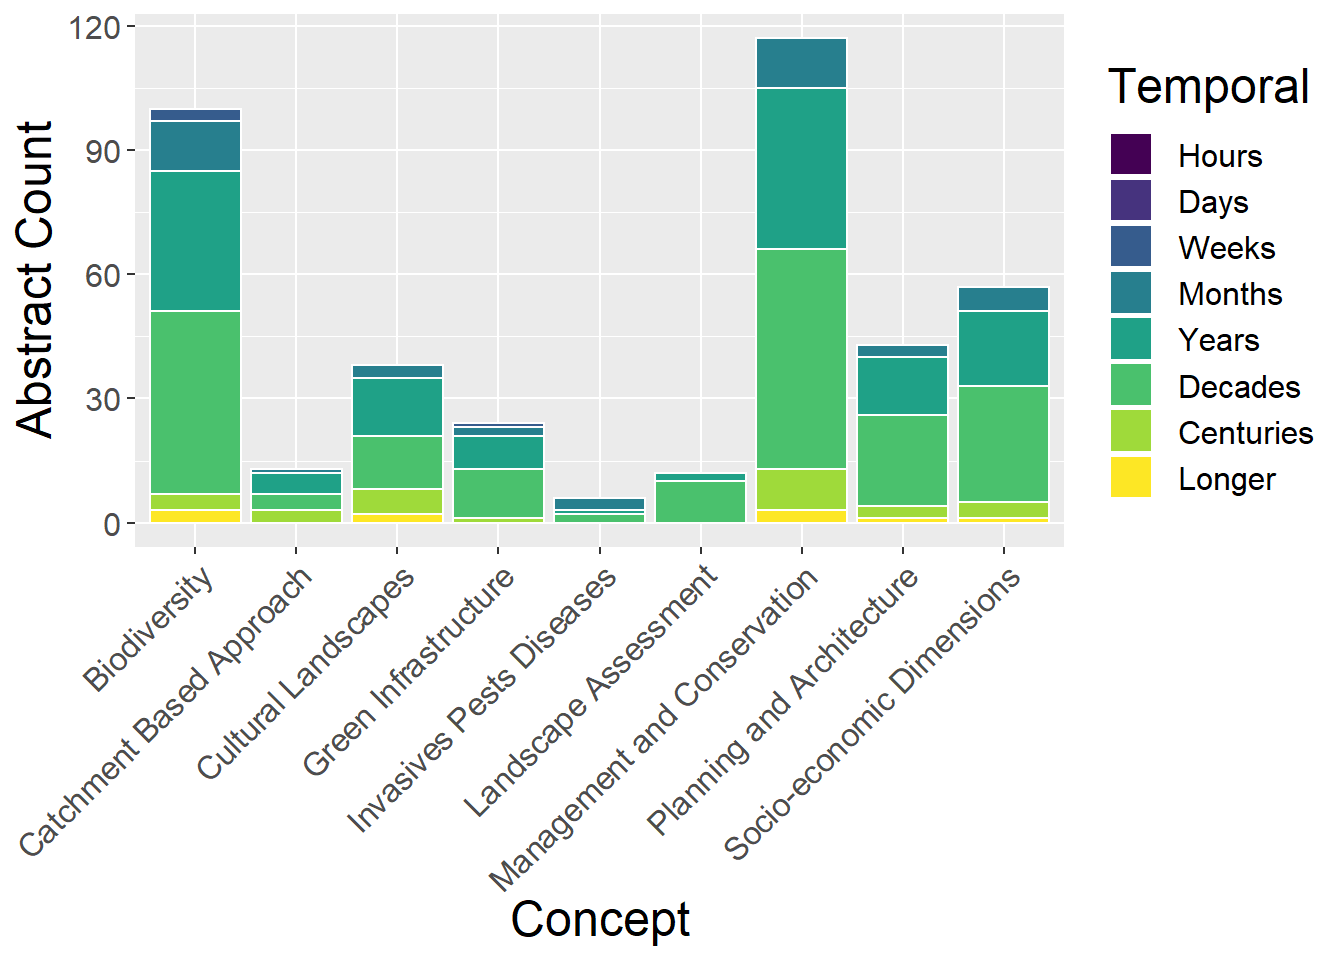 Abstract Count
120
90
60
30
0
Biodiversity
Catchment Based Approach
Cultural Landscapes
Green Infrastructure
Invasives Pests Diseases
Landscape Assessment
Management and Conservation
Planning and Architecture
Socio-economic Dimensions
Concept
Temporal
Hours
Days
Weeks
Months
Years
Decades
Centuries
Longer